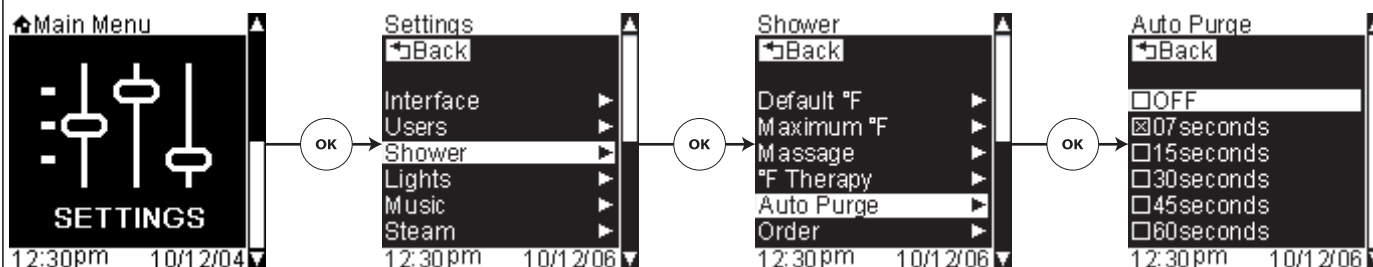 Main Menu
SETTINGS
12:30pm 10/12/04
OK
Settings
Back
Interface
Users
Shower
Lights
Music
Steam
12:30pm 10/12/06
OK
Shower
Back
Default °F
Maximum °F
Massage
°F Therapy
Auto Purge
Order
12:30pm 10/12/06
OK
Auto Purge
Back
OFF
07seconds
15seconds
30seconds
45seconds
60seconds
12:30pm 10/12/06